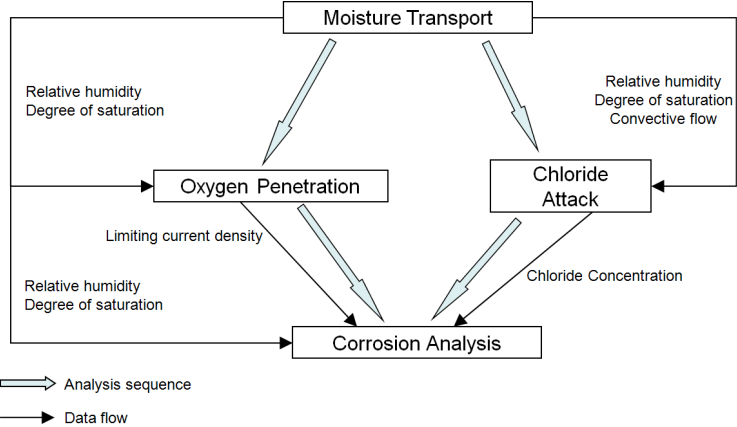 Moisture Transport
Relative humidity
Degree of saturation
Relative humidity
Degree of saturation
Convective flow
Oxygen Penetration
Chloride
Attack
Limiting current density
Relative humidity
Degree of saturation
Chloride Concentration
Corrosion Analysis
Analysis sequence
Data flow